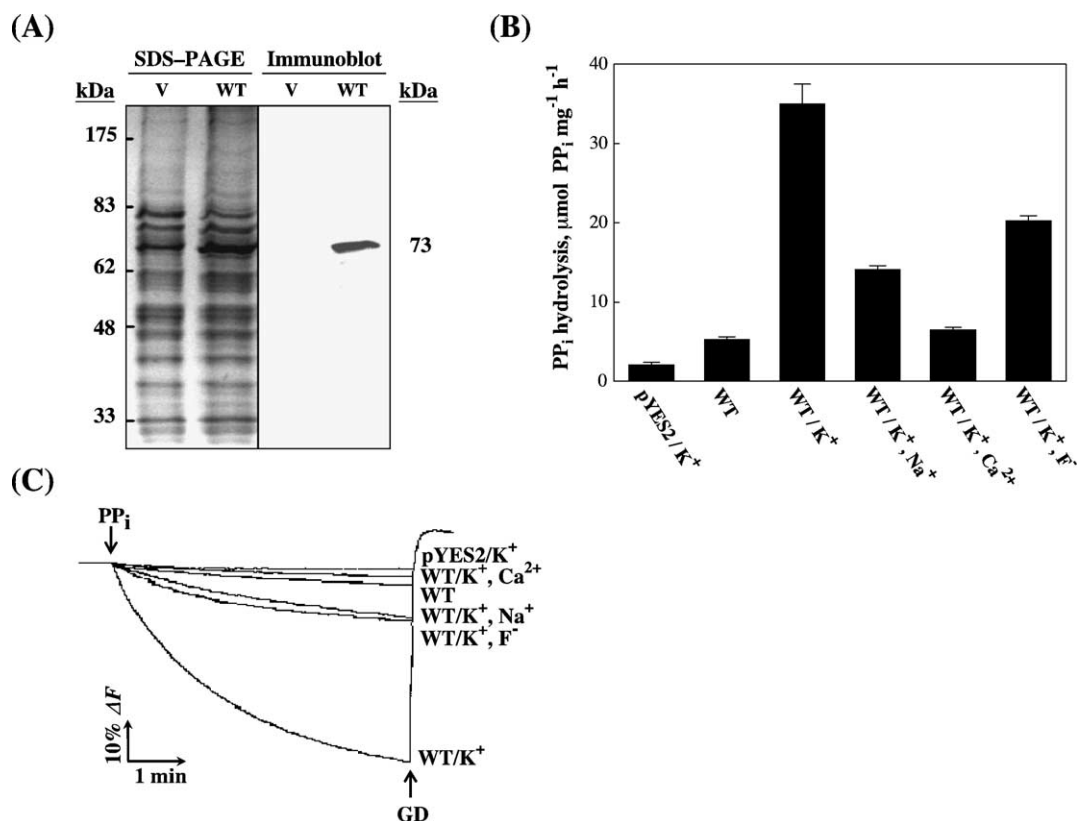 (A)
SDS–PAGE Immunoblot
kDa V WT V WT kDa
175
83
62
48
33
73
(B)
PPi hydrolysis, μmol PPi mg⁻¹ h⁻¹
40
30
20
10
0
pYES2 / K⁺
WT
WT / K⁺
WT / K⁺, Na⁺
WT / K⁺, Ca²⁺
WT / K⁺, F⁻
(C)
PPi
pYES2/K⁺
WT/K⁺, Ca²⁺
WT
WT/K⁺, Na⁺
WT/K⁺, F⁻
WT/K⁺
10% ΔF
1 min
GD